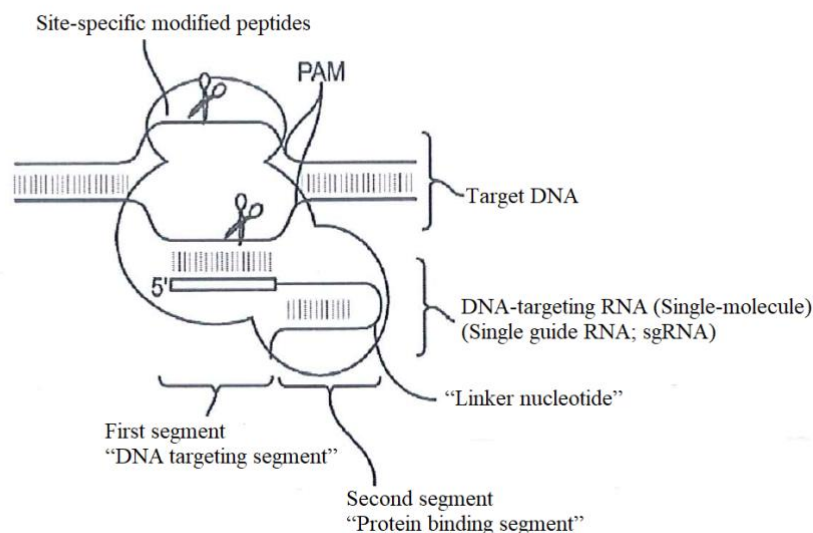 Site-specific modified peptides
PAM
Target DNA
5'
DNA-targeting RNA (Single-molecule)
(Single guide RNA; sgRNA)
“Linker nucleotide”
First segment
“DNA targeting segment”
Second segment
“Protein binding segment”